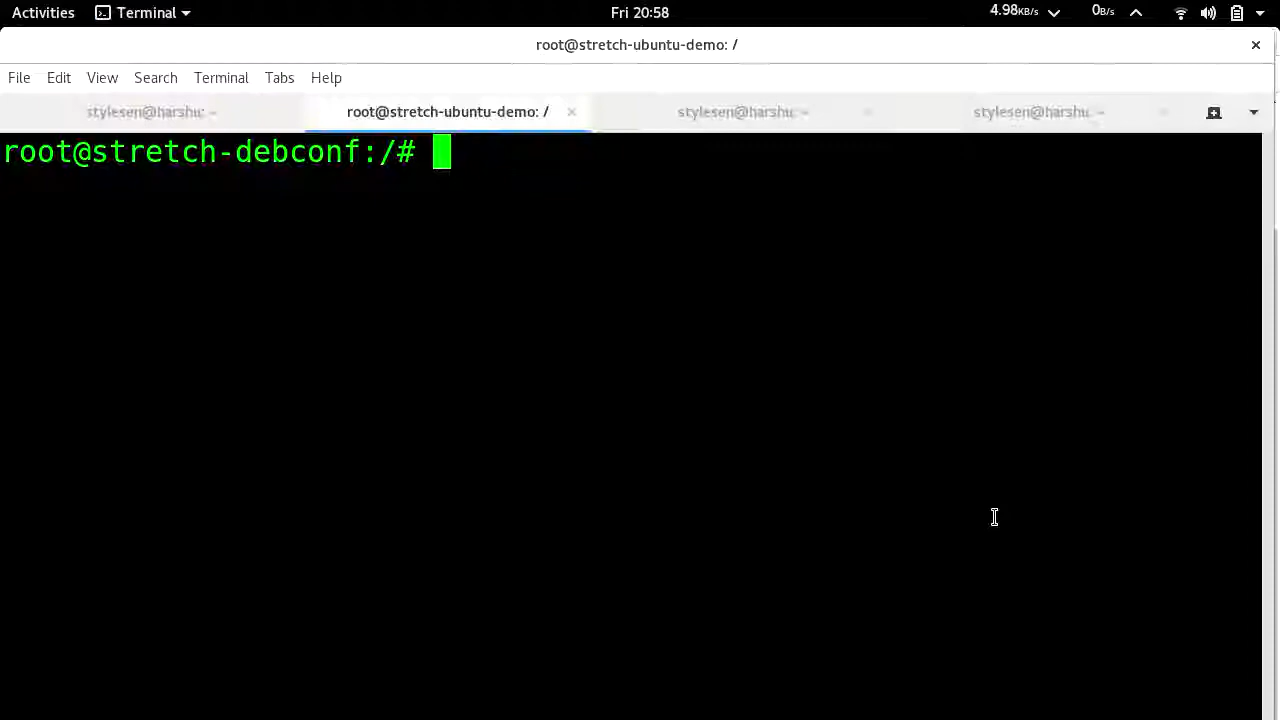 Activities Terminal Fri 20:58 4.98KB/s 0B/s
root@stretch-ubuntu-demo: /
File Edit View Search Terminal Tabs Help
stylesen@harshu: ~ root@stretch-ubuntu-demo: / stylesen@harshu: ~ stylesen@harshu: ~
root@stretch-debconf:/#